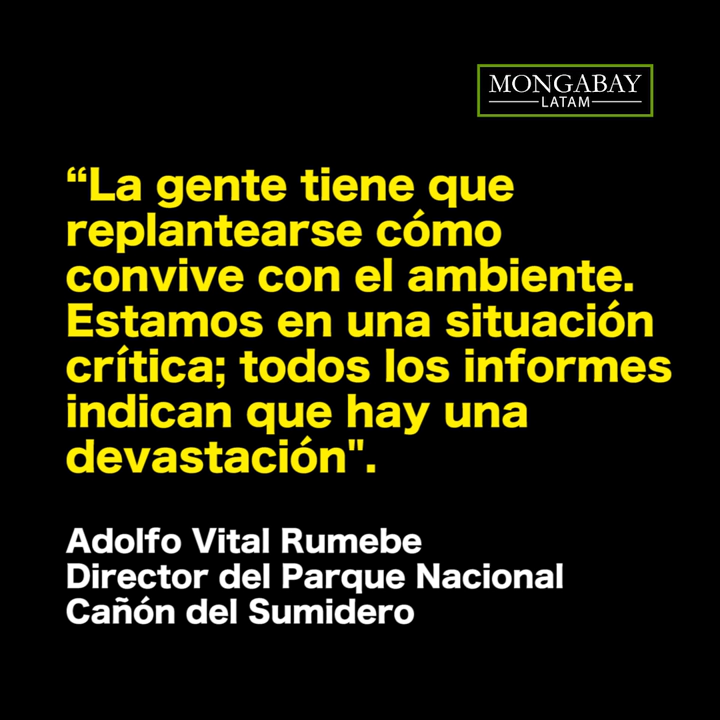 MONGABAY
LATAM
“La gente tiene que
replantearse cómo
convive con el ambiente.
Estamos en una situación
crítica; todos los informes
indican que hay una
devastación".
Adolfo Vital Rumebe
Director del Parque Nacional
Cañón del Sumidero